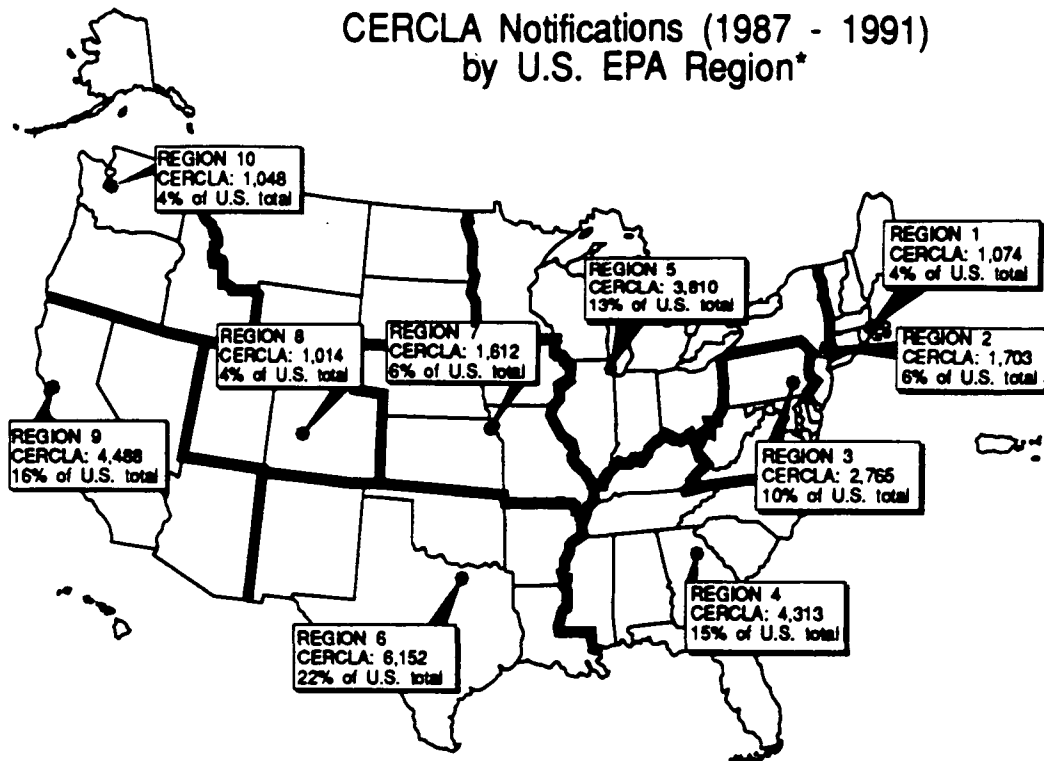 CERCLA Notifications (1987 - 1991)
by U.S. EPA Region*
REGION 10
CERCLA: 1,048
4% of U.S. total
REGION 1
CERCLA: 1,074
4% of U.S. total
REGION 5
CERCLA: 3,810
13% of U.S. total
REGION 8
CERCLA: 1,014
4% of U.S. total
REGION 7
CERCLA: 1,612
6% of U.S. total
REGION 2
CERCLA: 1,703
6% of U.S. total
REGION 9
CERCLA: 4,488
16% of U.S. total
REGION 3
CERCLA: 2,765
10% of U.S. total
REGION 4
CERCLA: 4,313
15% of U.S. total
REGION 6
CERCLA: 6,152
22% of U.S. total